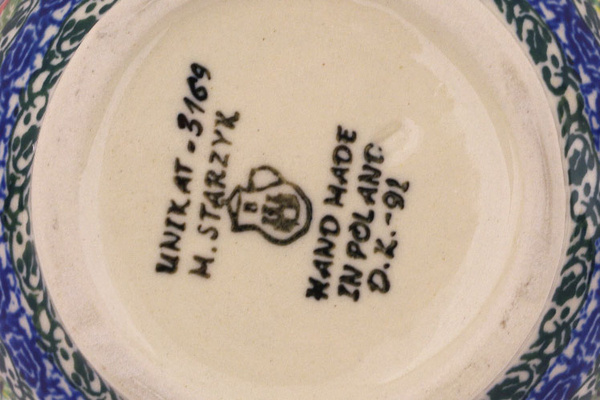 UNIKAT-3169
M.STARZYK
HAND MADE
IN POLAND
D.K.-92